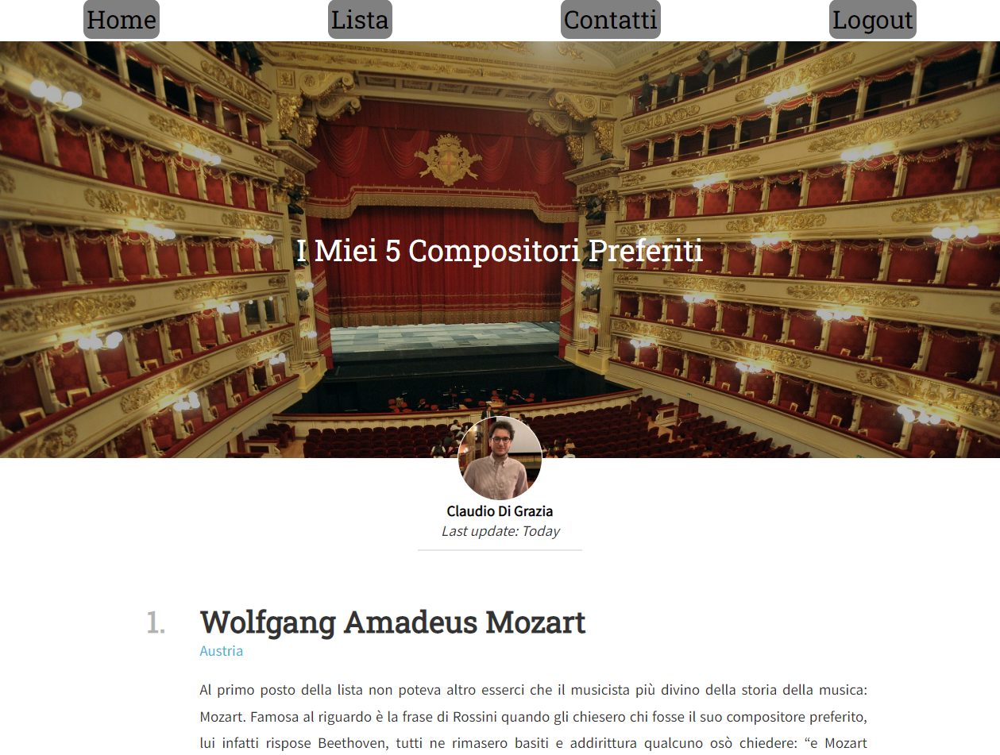 Home Lista Contatti Logout
I Miei 5 Compositori Preferiti
Claudio Di Grazia
Last update: Today
1. Wolfgang Amadeus Mozart
Austria
Al primo posto della lista non poteva altro esserci che il musicista più divino della storia della musica:
Mozart. Famosa al riguardo è la frase di Rossini quando gli chiesero chi fosse il suo compositore preferito,
lui infatti rispose Beethoven, tutti ne rimasero basiti e addirittura qualcuno osò chiedere: “e Mozart